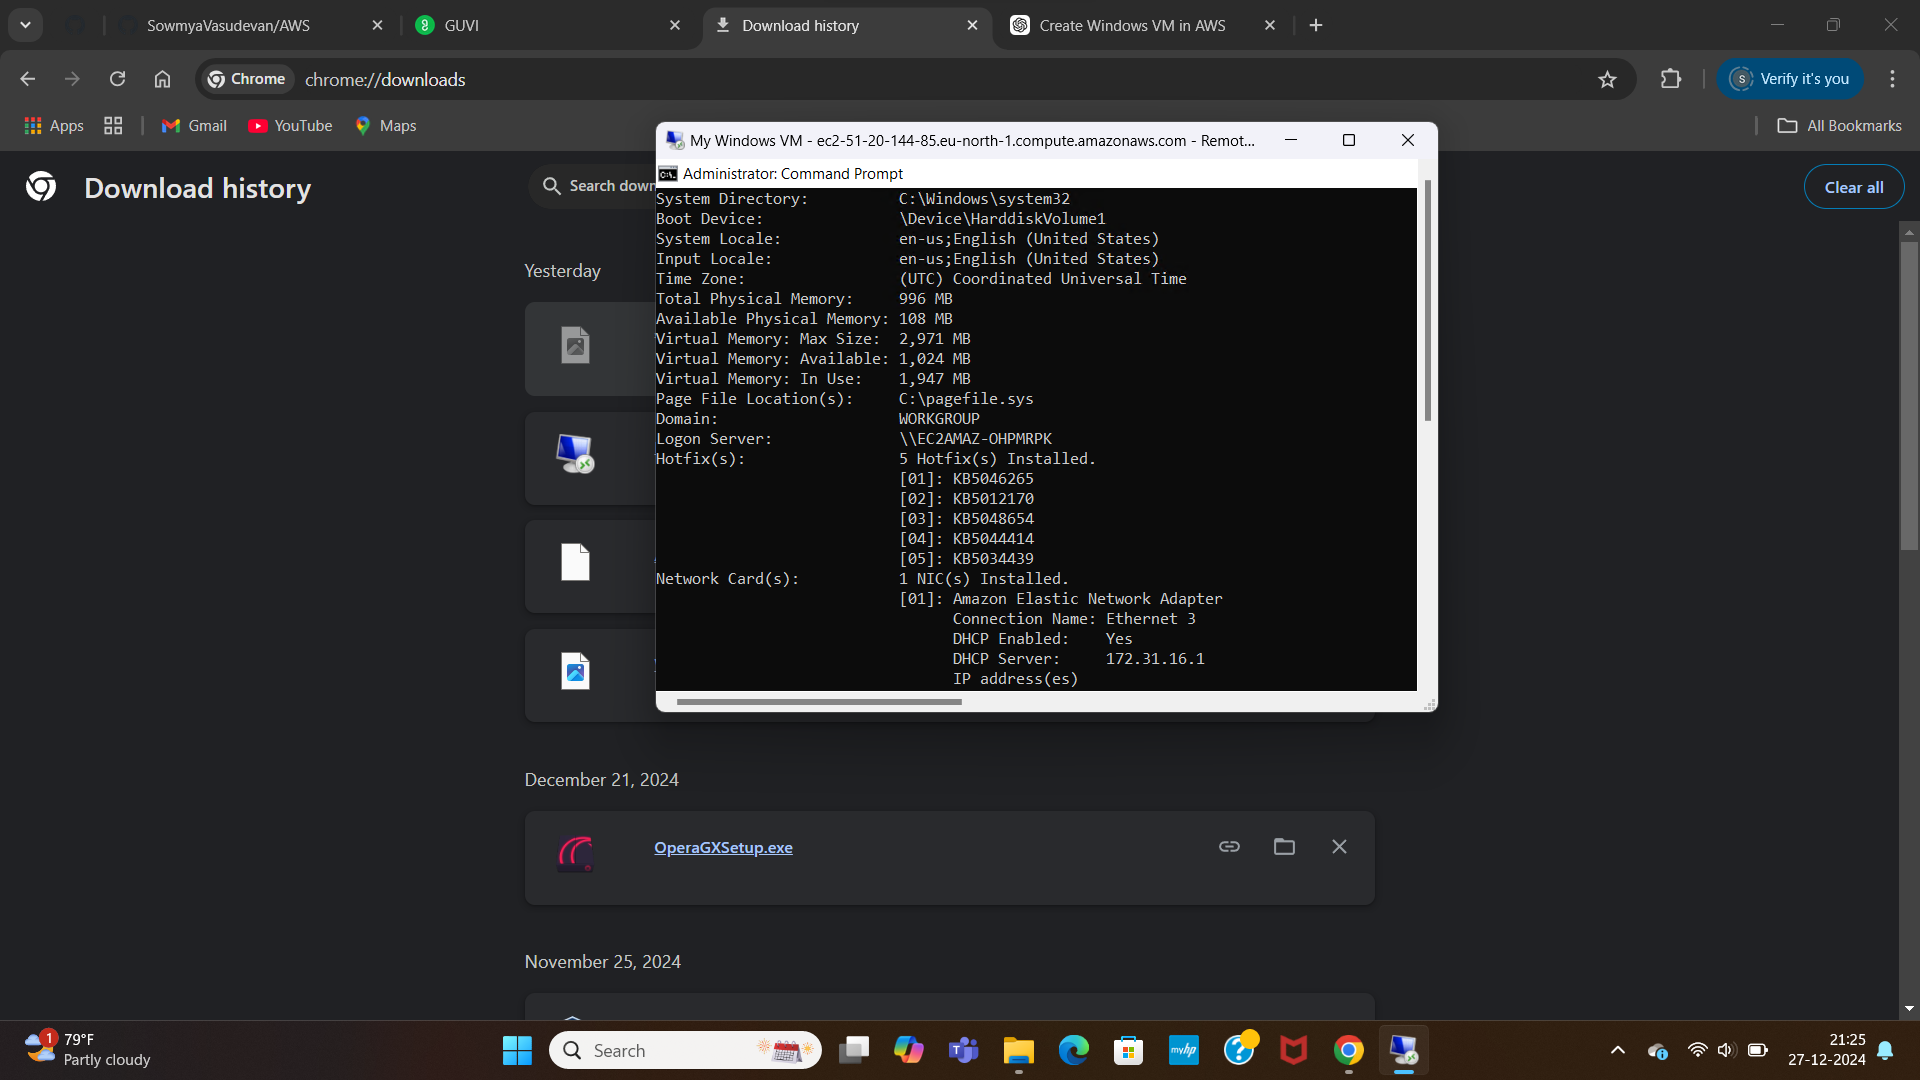 SowmyaVasudevan/AWS
GUVI
Download history
Create Windows VM in AWS
Chrome
chrome://downloads
S
Verify it's you
Apps
Gmail
YouTube
Maps
All Bookmarks
Download history
Search down
Clear all
My Windows VM - ec2-51-20-144-85.eu-north-1.compute.amazonaws.com - Remot...
Administrator: Command Prompt
System Directory: C:\Windows\system32
Boot Device: \Device\HarddiskVolume1
System Locale: en-us;English (United States)
Input Locale: en-us;English (United States)
Time Zone: (UTC) Coordinated Universal Time
Total Physical Memory: 996 MB
Available Physical Memory: 108 MB
Virtual Memory: Max Size: 2,971 MB
Virtual Memory: Available: 1,024 MB
Virtual Memory: In Use: 1,947 MB
Page File Location(s): C:\pagefile.sys
Domain: WORKGROUP
Logon Server: \\EC2AMAZ-OHPMRPK
Hotfix(s): 5 Hotfix(s) Installed.
[01]: KB5046265
[02]: KB5012170
[03]: KB5048654
[04]: KB5044414
[05]: KB5034439
Network Card(s): 1 NIC(s) Installed.
[01]: Amazon Elastic Network Adapter
Connection Name: Ethernet 3
DHCP Enabled: Yes
DHCP Server: 172.31.16.1
IP address(es)
Yesterday
December 21, 2024
OperaGXSetup.exe
November 25, 2024
1
79°F
Partly cloudy
Search
myhp
21:25
27-12-2024